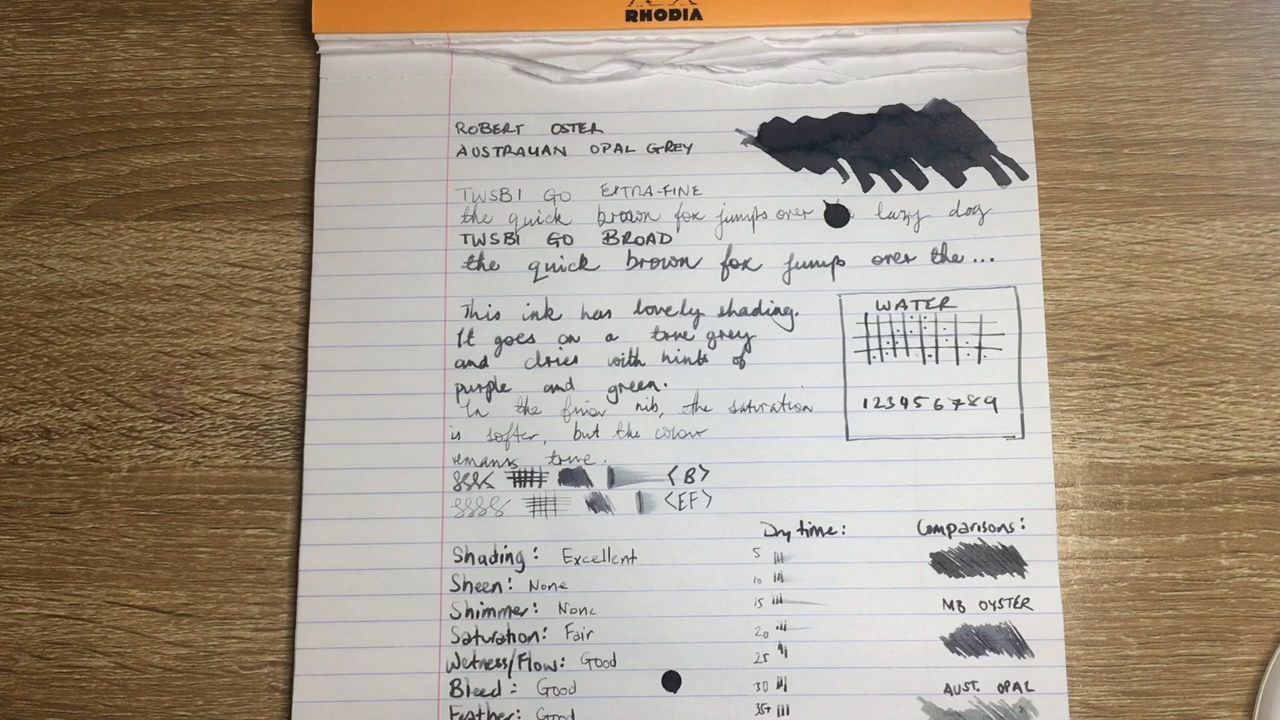 RHODIA
ROBERT OSTER
AUSTRALIAN OPAL GREY
TWSBI GO EXTRA-FINE
the quick brown fox jumps over lazy dog
TWSBI GO BROAD
the quick brown fox jumps over the ...
This ink has lovely shading.
It goes on a true grey
and dries with hints of
purple and green.
In the finer nib, the saturation
is softer, but the colour
remains true.
<B>
<EF>
WATER
123456789
Shading: Excellent
Sheen: None
Shimmer: None
Saturation: Fair
Wetness/Flow: Good
Bleed: Good
Feather: Good
Dry time:
5
10
15
20
25
30
35+
Comparisons:
MB OYSTER
AUST. OPAL